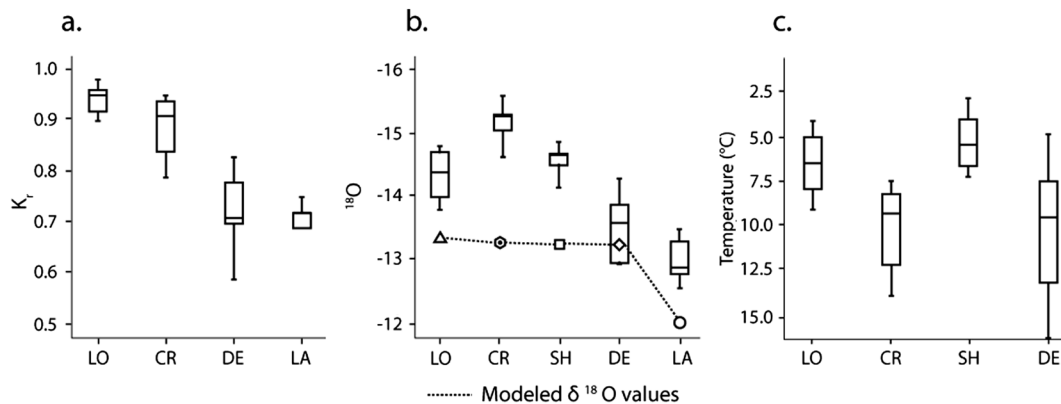 a.
1.0
0.9
0.8
0.7
0.6
0.5
Kr
LO CR DE LA
b.
-16
-15
-14
-13
-12
18O
LO CR SH DE LA
Modeled δ 18 O values
c.
2.5
5.0
7.5
10.0
12.5
15.0
Temperature (°C)
LO CR SH DE